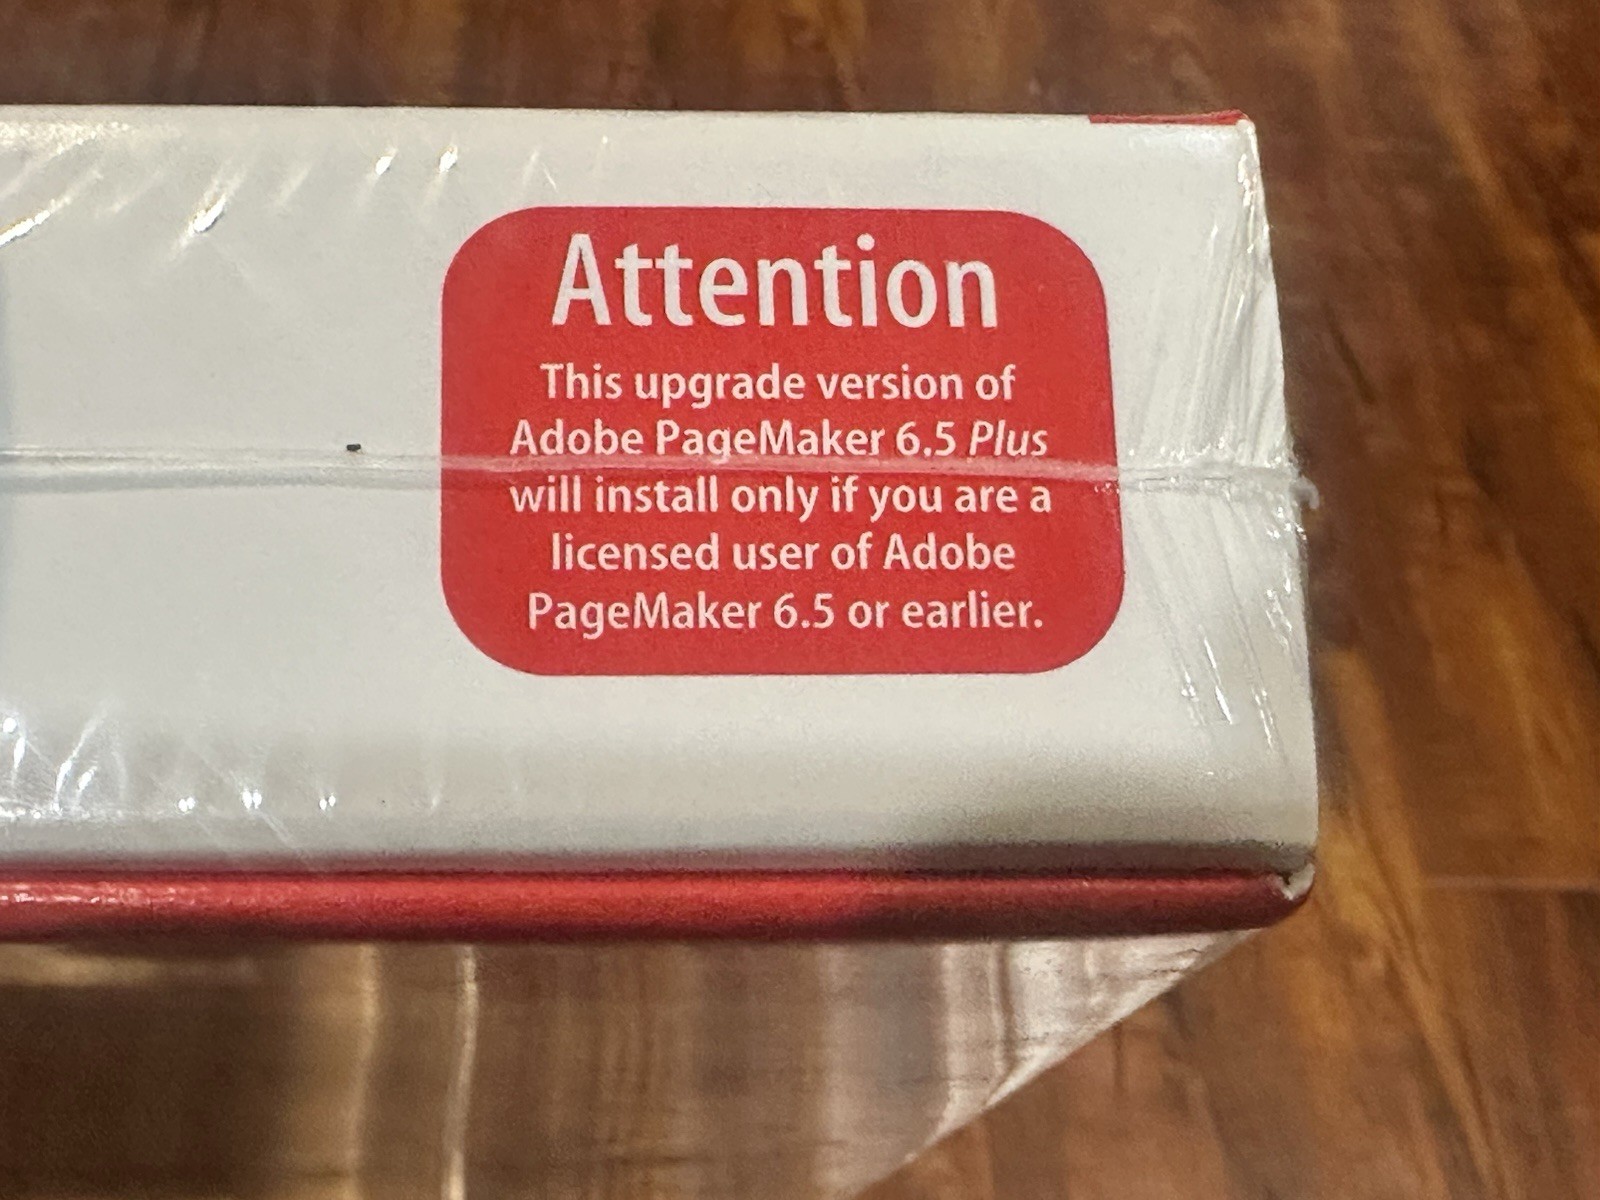 Attention
This upgrade version of
Adobe PageMaker 6.5 Plus
will install only if you are a
licensed user of Adobe
PageMaker 6.5 or earlier.